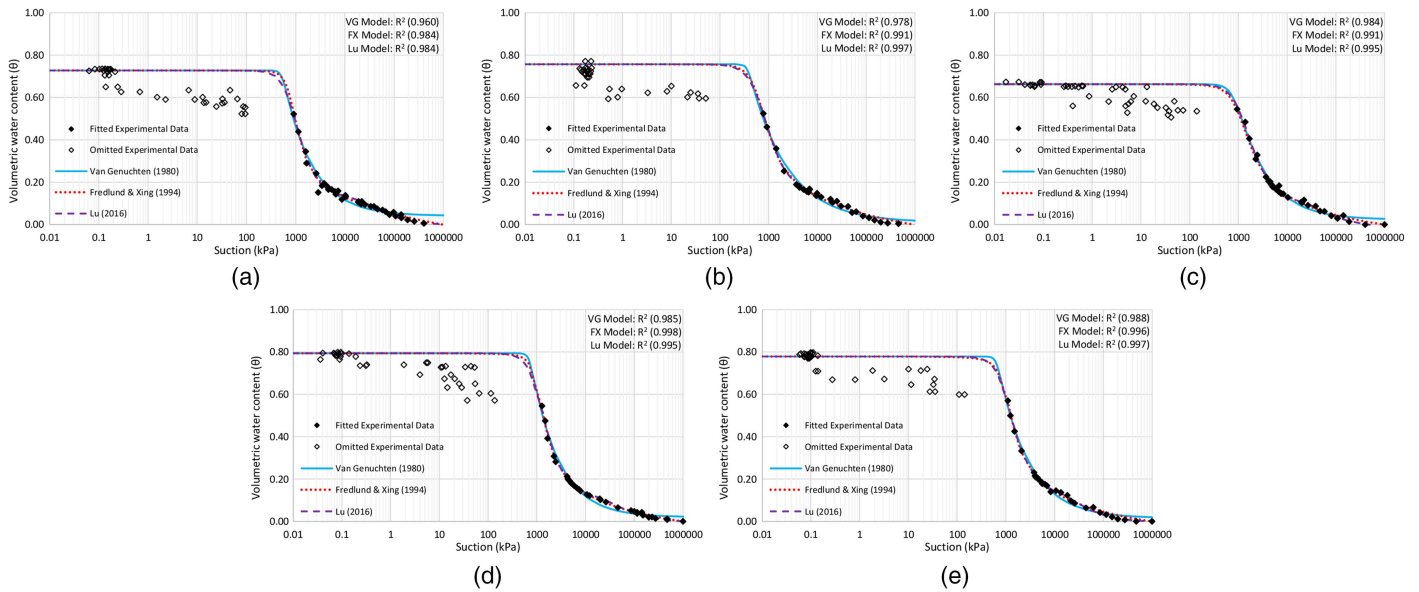 VG Model: R² (0.960)
FX Model: R² (0.984)
Lu Model: R² (0.984)
Volumetric water content (θ)
1.00
0.80
0.60
0.40
0.20
0.00
Fitted Experimental Data
Omitted Experimental Data
Van Genuchten (1980)
Fredlund & Xing (1994)
Lu (2016)
0.01 0.1 1 10 100 1000 10000 100000 1000000
Suction (kPa)
(a)
VG Model: R² (0.978)
FX Model: R² (0.991)
Lu Model: R² (0.997)
Volumetric water content (θ)
1.00
0.80
0.60
0.40
0.20
0.00
Fitted Experimental Data
Omitted Experimental Data
Van Genuchten (1980)
Fredlund & Xing (1994)
Lu (2016)
0.01 0.1 1 10 100 1000 10000 100000 1000000
Suction (kPa)
(b)
VG Model: R² (0.984)
FX Model: R² (0.991)
Lu Model: R² (0.995)
Volumetric water content (θ)
1.00
0.80
0.60
0.40
0.20
0.00
Fitted Experimental Data
Omitted Experimental Data
Van Genuchten (1980)
Fredlund & Xing (1994)
Lu (2016)
0.01 0.1 1 10 100 1000 10000 100000 1000000
Suction (kPa)
(c)
VG Model: R² (0.985)
FX Model: R² (0.998)
Lu Model: R² (0.995)
Volumetric water content (θ)
1.00
0.80
0.60
0.40
0.20
0.00
Fitted Experimental Data
Omitted Experimental Data
Van Genuchten (1980)
Fredlund & Xing (1994)
Lu (2016)
0.01 0.1 1 10 100 1000 10000 100000 1000000
Suction (kPa)
(d)
VG Model: R² (0.988)
FX Model: R² (0.996)
Lu Model: R² (0.997)
Volumetric water content (θ)
1.00
0.80
0.60
0.40
0.20
0.00
Fitted Experimental Data
Omitted Experimental Data
Van Genuchten (1980)
Fredlund & Xing (1994)
Lu (2016)
0.01 0.1 1 10 100 1000 10000 100000 1000000
Suction (kPa)
(e)